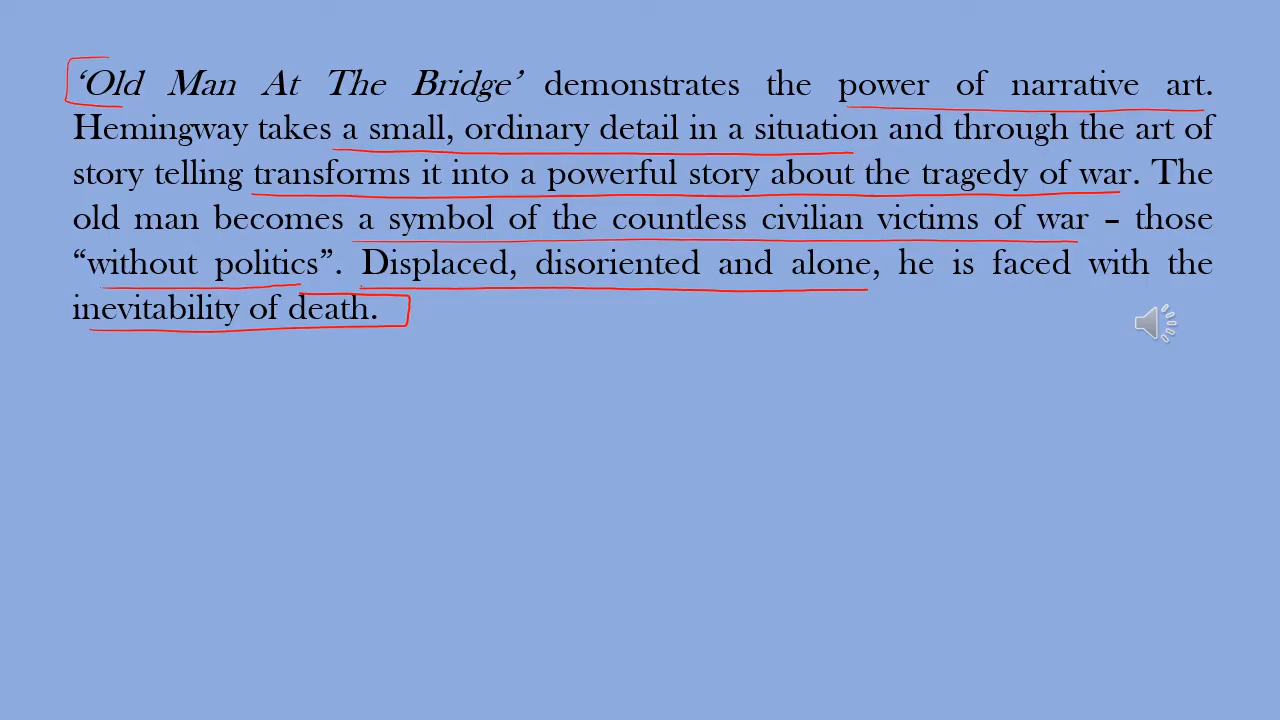 ‘Old Man At The Bridge’ demonstrates the power of narrative art.
Hemingway takes a small, ordinary detail in a situation and through the art of
story telling transforms it into a powerful story about the tragedy of war. The
old man becomes a symbol of the countless civilian victims of war – those
“without politics”. Displaced, disoriented and alone, he is faced with the
inevitability of death.